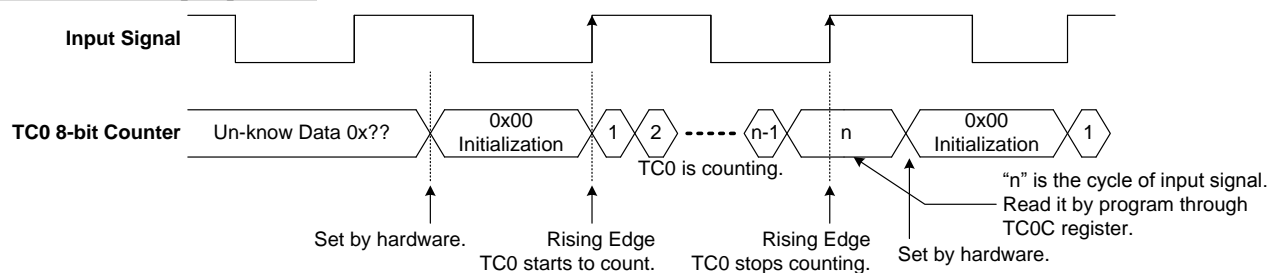 Input Signal
TC0 8-bit Counter
Un-know Data 0x??
0x00
Initialization
1
2
n-1
n
0x00
Initialization
1
TC0 is counting.
"n" is the cycle of input signal.
Read it by program through
TC0C register.
Set by hardware.
Rising Edge
TC0 starts to count.
Rising Edge
TC0 stops counting.
Set by hardware.